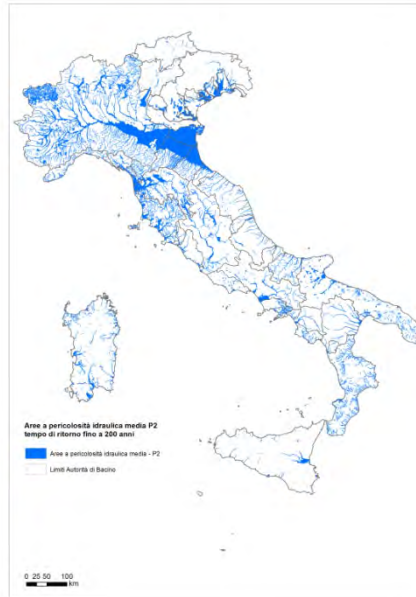 Aree a pericolosità idraulica media P2
tempo di ritorno fino a 200 anni
Aree a pericolosità idraulica media - P2
Limiti Autorità di Bacino
0 25 50 100
km